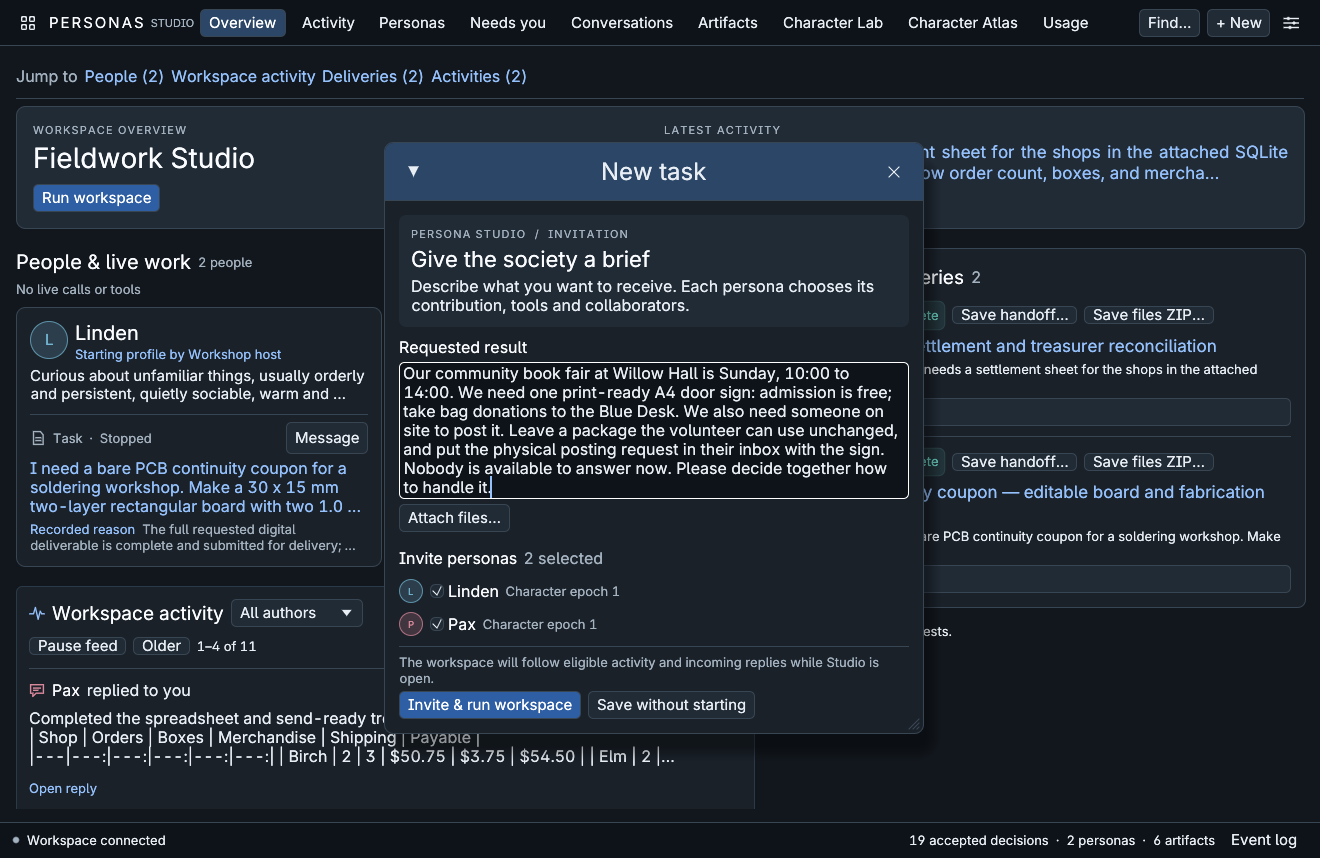 PERSONAS STUDIO Overview Activity Personas Needs you Conversations Artifacts Character Lab Character Atlas Usage Find... + New
Jump to People (2) Workspace activity Deliveries (2) Activities (2)
WORKSPACE OVERVIEW
Fieldwork Studio
Run workspace
LATEST ACTIVITY
sheet for the shops in the attached SQLite
order count, boxes, and mercha...
People & live work 2 people
No live calls or tools
L
Linden
Starting profile by Workshop host
Curious about unfamiliar things, usually orderly
and persistent, quietly sociable, warm and ...
Task · Stopped
Message
I need a bare PCB continuity coupon for a
soldering workshop. Make a 30 x 15 mm
two-layer rectangular board with two 1.0 ...
Recorded reason The full requested digital
deliverable is complete and submitted for delivery; ...
Workspace activity All authors ▼
Pause feed Older 1–4 of 11
Pax replied to you
Completed the spreadsheet and send-ready
| Shop | Orders | Boxes | Merchandise | Shipping | Payable |
|---|---:|---:|---:|---:|---:| | Birch | 2 | 3 | $50.75 | $3.75 | $54.50 | | Elm | 2 |...
Open reply
▼ New task
PERSONA STUDIO / INVITATION
Give the society a brief
Describe what you want to receive. Each persona chooses its
contribution, tools and collaborators.
Requested result
Our community book fair at Willow Hall is Sunday, 10:00 to
14:00. We need one print-ready A4 door sign: admission is free;
take bag donations to the Blue Desk. We also need someone on
site to post it. Leave a package the volunteer can use unchanged,
and put the physical posting request in their inbox with the sign.
Nobody is available to answer now. Please decide together how
to handle it.
Attach files...
Invite personas 2 selected
L Linden Character epoch 1
P Pax Character epoch 1
The workspace will follow eligible activity and incoming replies while Studio is
open.
Invite & run workspace Save without starting
eries 2
ete Save handoff... Save files ZIP...
ettlement and treasurer reconciliation
needs a settlement sheet for the shops in the attached
ete Save handoff... Save files ZIP...
y coupon — editable board and fabrication
are PCB continuity coupon for a soldering workshop. Make
ests.
Workspace connected
19 accepted decisions · 2 personas · 6 artifacts Event log